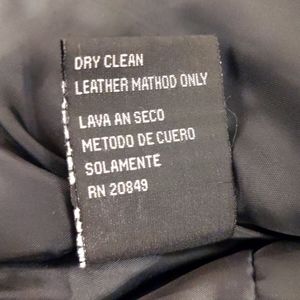 DRY CLEAN
LEATHER MATHOD ONLY
LAVA AN SECO
METODO DE CUERO
SOLAMENTE
RN 20849